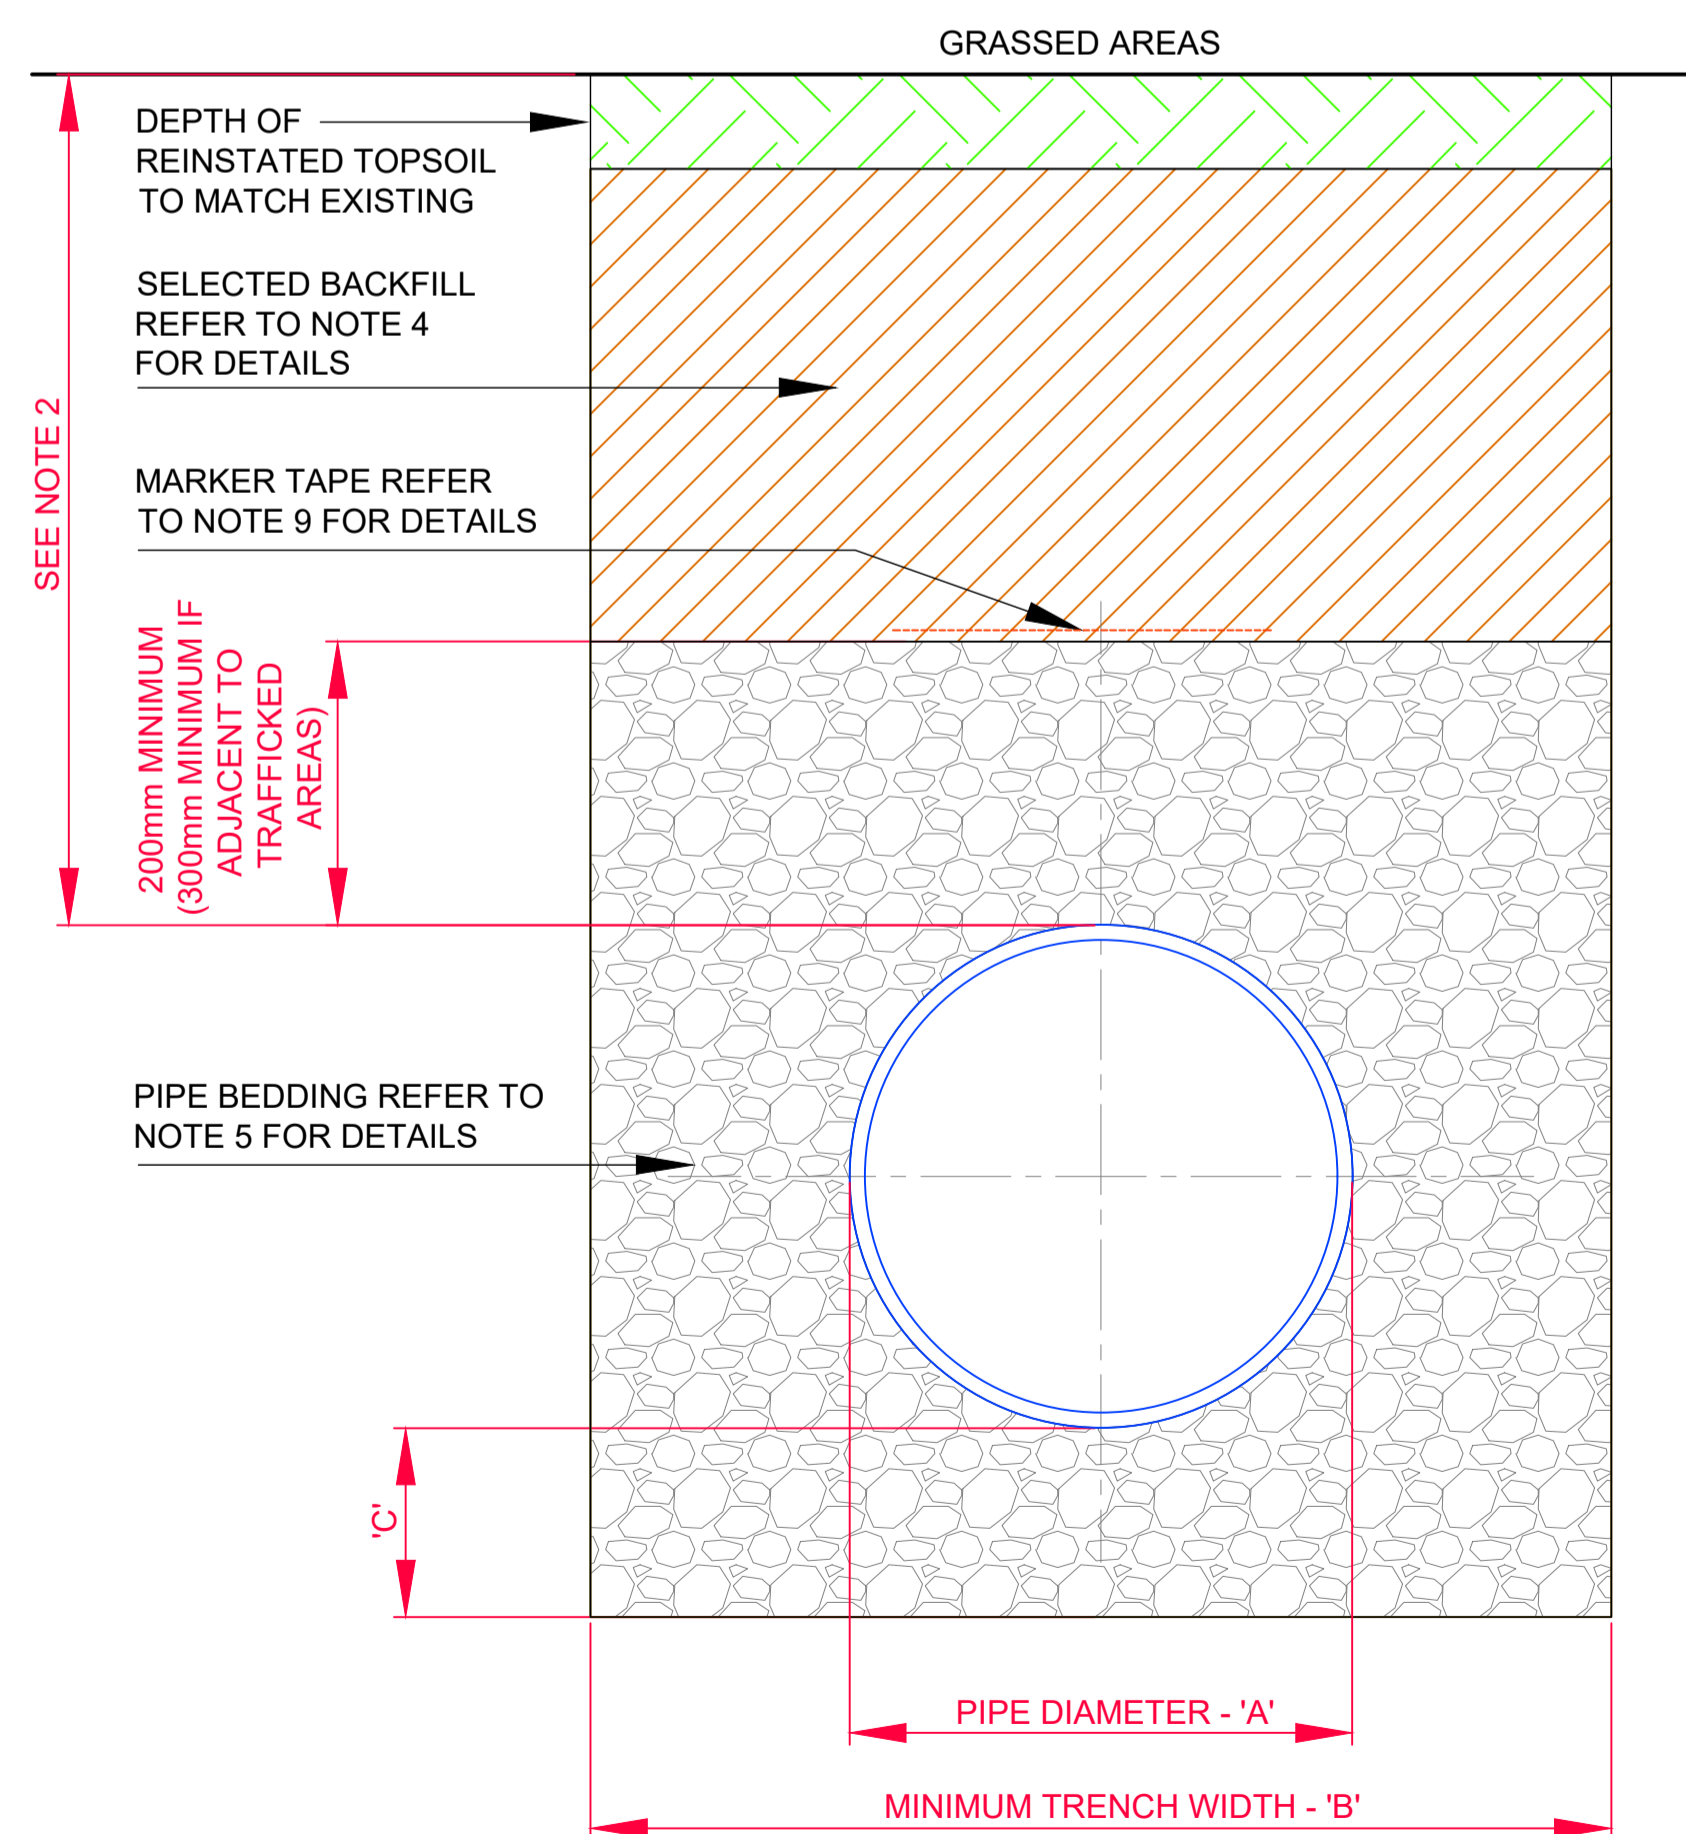 GRASSED AREAS
DEPTH OF
REINSTATED TOPSOIL
TO MATCH EXISTING
SELECTED BACKFILL
REFER TO NOTE 4
FOR DETAILS
SEE NOTE 2
MARKER TAPE REFER
TO NOTE 9 FOR DETAILS
200mm MINIMUM
(300mm MINIMUM IF
ADJACENT TO
TRAFFICKED
AREAS)
PIPE BEDDING REFER TO
NOTE 5 FOR DETAILS
'C'
PIPE DIAMETER - 'A'
MINIMUM TRENCH WIDTH - 'B'